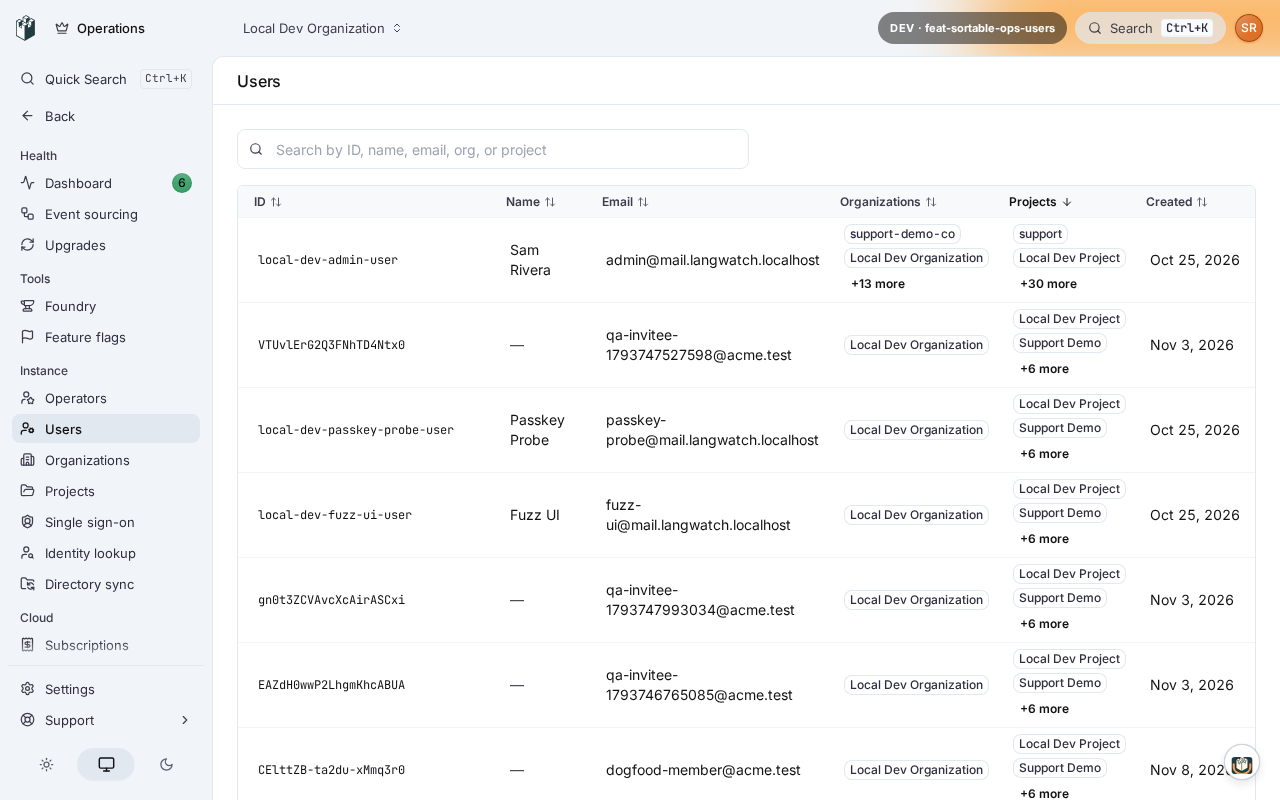 Operations
Local Dev Organization
DEV · feat-sortable-ops-users
Search Ctrl+K
SR
Quick Search Ctrl+K
Back
Health
Dashboard 6
Event sourcing
Upgrades
Tools
Foundry
Feature flags
Instance
Operators
Users
Organizations
Projects
Single sign-on
Identity lookup
Directory sync
Cloud
Subscriptions
Settings
Support
Users
Search by ID, name, email, org, or project
ID Name Email Organizations Projects Created
local-dev-admin-user
Sam
Rivera
admin@mail.langwatch.localhost
support-demo-co
Local Dev Organization
+13 more
support
Local Dev Project
+30 more
Oct 25, 2026
VTUvlErG2Q3FNhTD4Ntx0
—
qa-invitee-
1793747527598@acme.test
Local Dev Organization
Local Dev Project
Support Demo
+6 more
Nov 3, 2026
local-dev-passkey-probe-user
Passkey
Probe
passkey-
probe@mail.langwatch.localhost
Local Dev Organization
Local Dev Project
Support Demo
+6 more
Oct 25, 2026
local-dev-fuzz-ui-user
Fuzz UI
fuzz-
ui@mail.langwatch.localhost
Local Dev Organization
Local Dev Project
Support Demo
+6 more
Oct 25, 2026
gn0t3ZCVAvcXcAirASCxi
—
qa-invitee-
1793747993034@acme.test
Local Dev Organization
Local Dev Project
Support Demo
+6 more
Nov 3, 2026
EAZdH0wwP2LhgmKhcABUA
—
qa-invitee-
1793746765085@acme.test
Local Dev Organization
Local Dev Project
Support Demo
+6 more
Nov 3, 2026
CElttZB-ta2du-xMmq3r0
—
dogfood-member@acme.test
Local Dev Organization
Local Dev Project
Support Demo
+6 more
Nov 8,